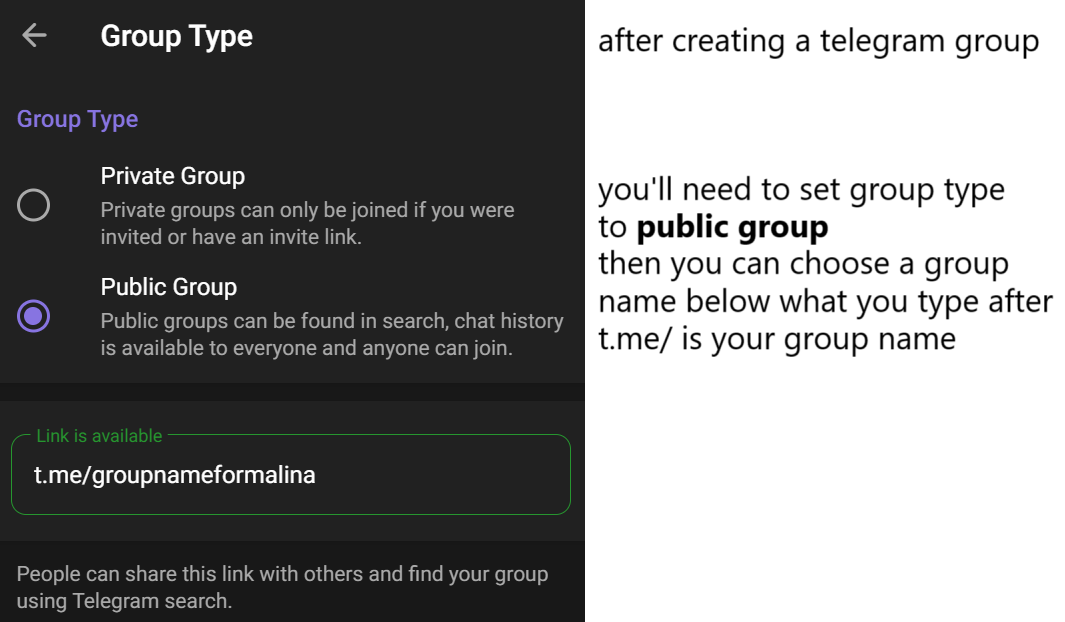 Group Type
Group Type
Private Group
Private groups can only be joined if you were
invited or have an invite link.
Public Group
Public groups can be found in search, chat history
is available to everyone and anyone can join.
Link is available
t.me/groupnameformalina
People can share this link with others and find your group
using Telegram search.
after creating a telegram group
you'll need to set group type
to public group
then you can choose a group
name below what you type after
t.me/ is your group name